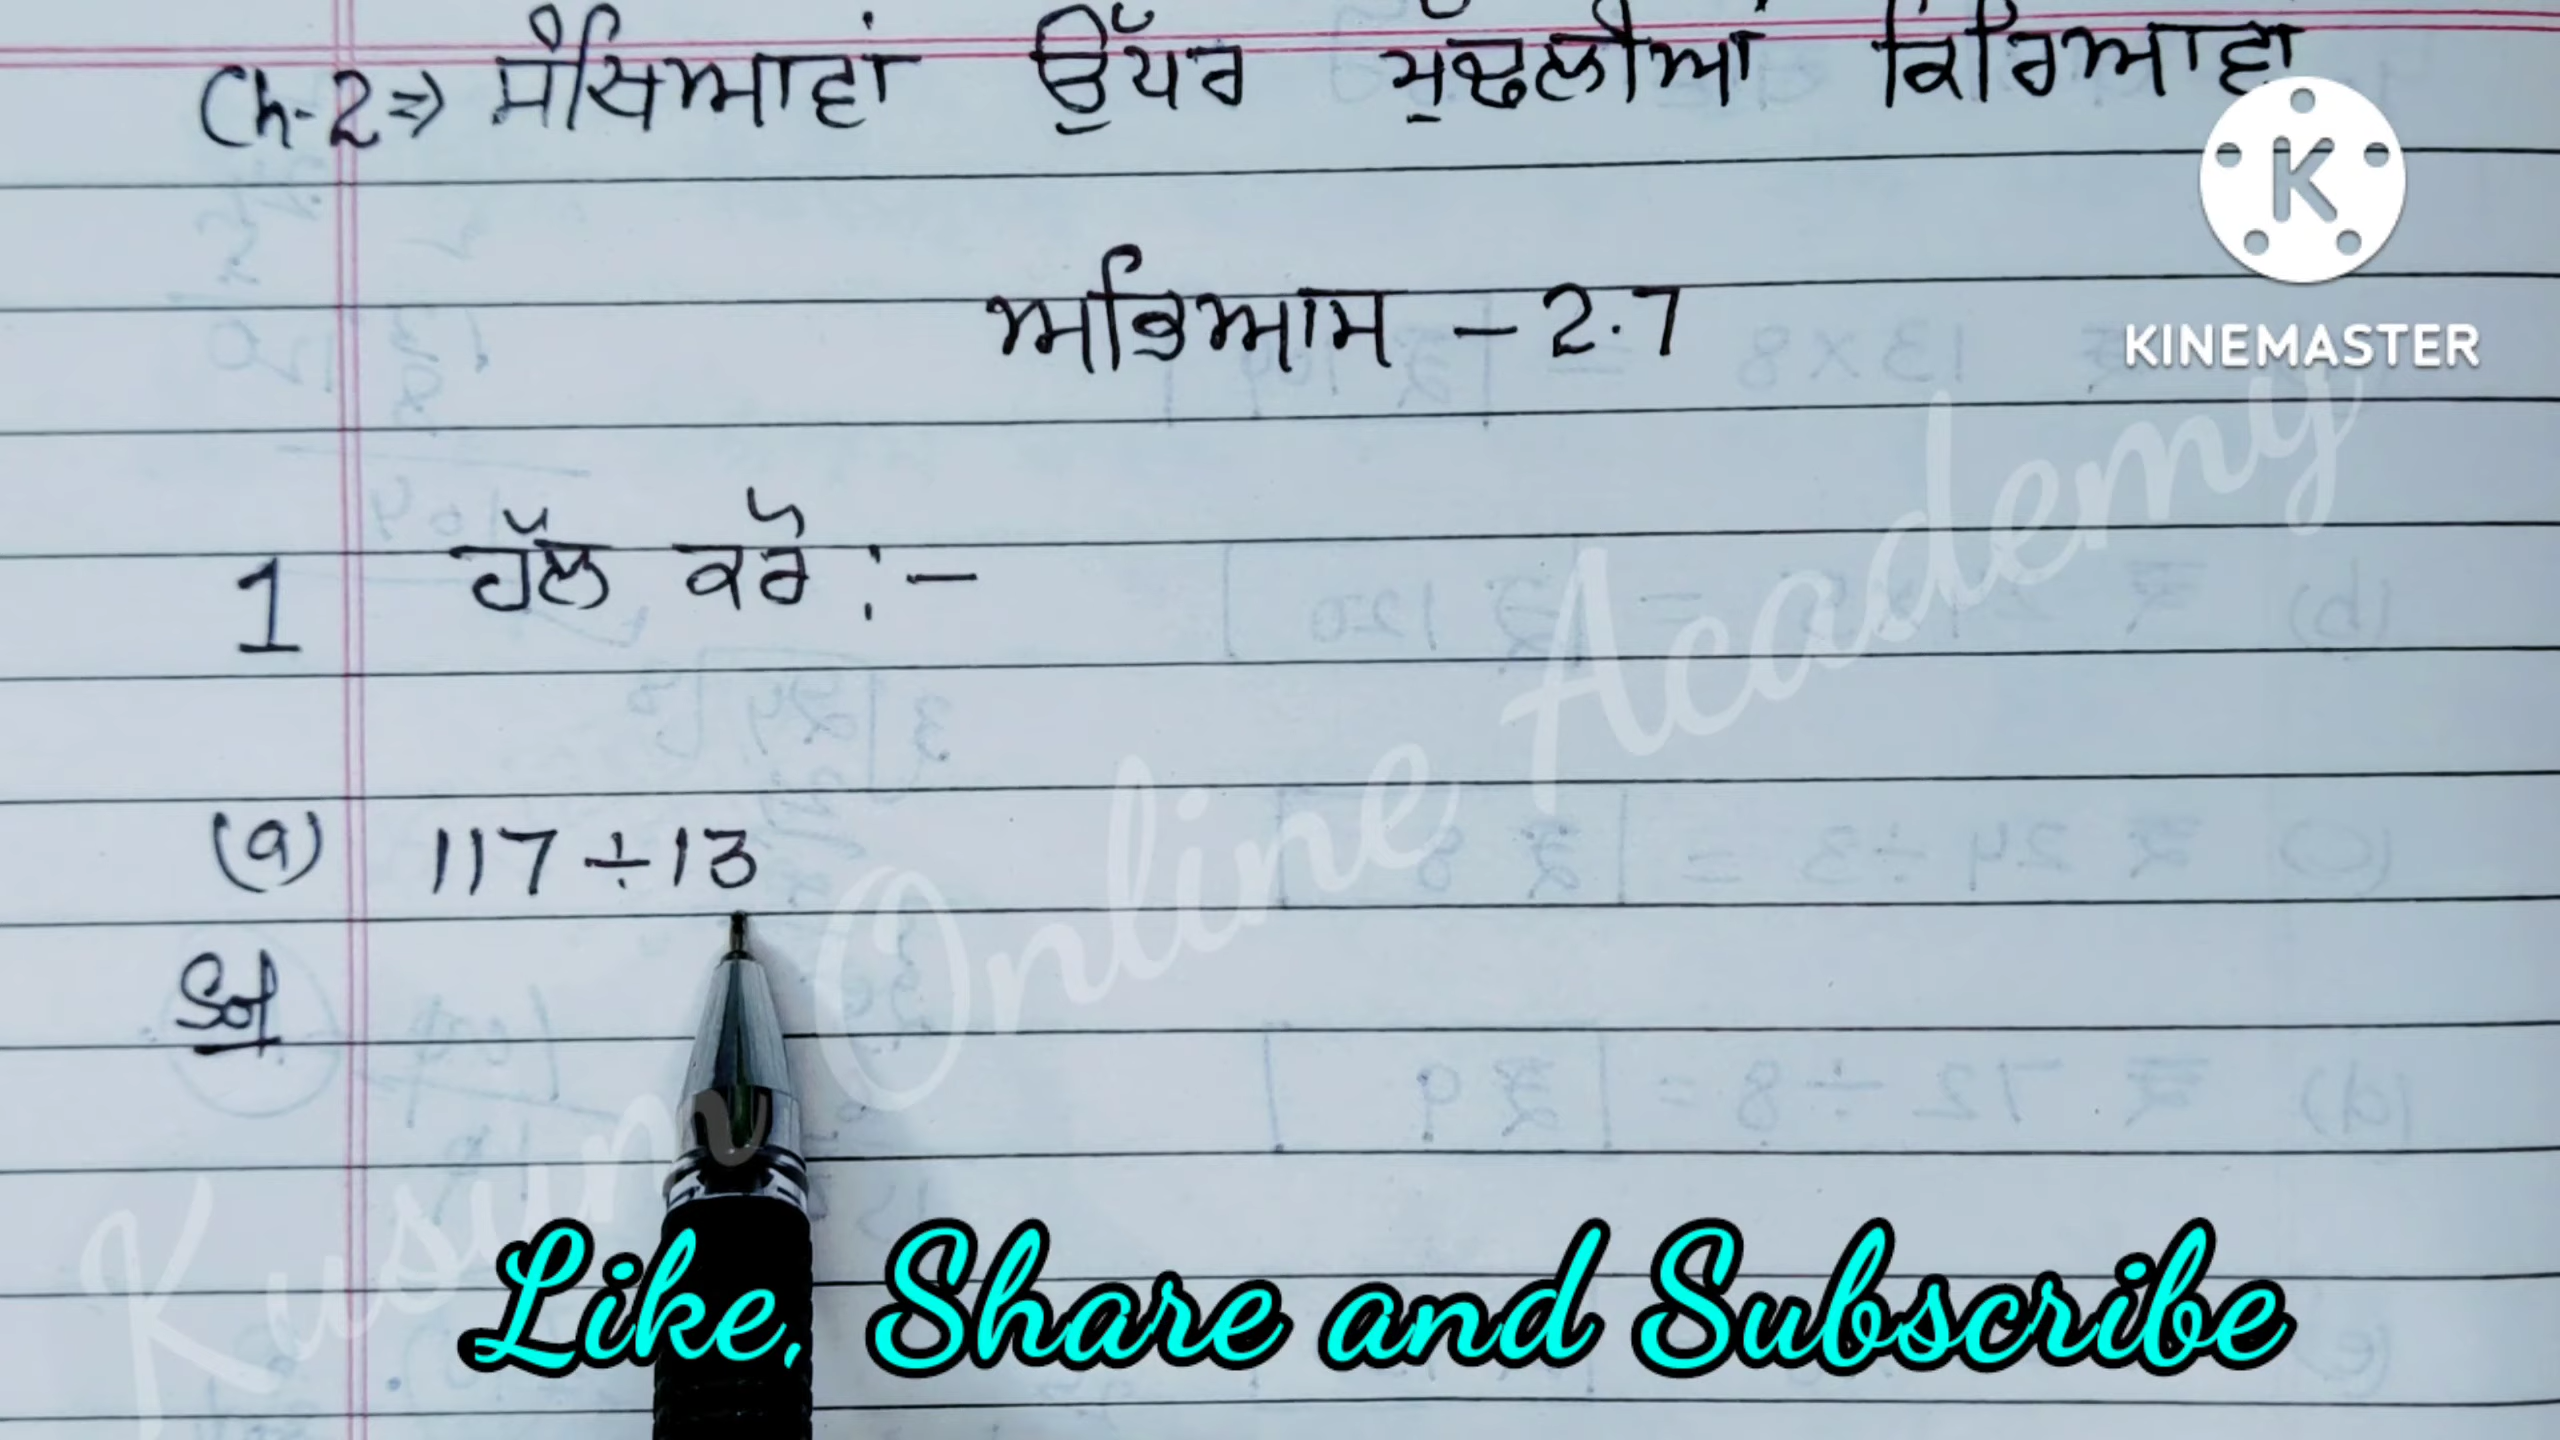 Ch-2⇒ ਸੰਖਿਆਵਾਂ ਉੱਪਰ ਮੁੱਢਲੀਆਂ ਕਿਰਿਆਵਾਂ
K
KINEMASTER
ਅਭਿਆਸ - 2.7
1 ਹੱਲ ਕਰੋ :-
(a) 117 ÷ 13
Sol
Kusum Online Academy
Like, Share and Subscribe